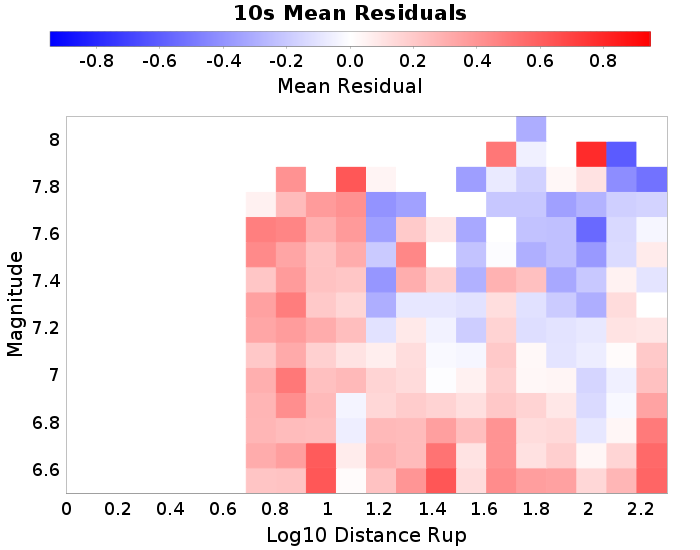 10s Mean Residuals
-0.8 -0.6 -0.4 -0.2 0.0 0.2 0.4 0.6 0.8
Mean Residual
8
7.8
7.6
7.4
7.2
7
6.8
6.6
Magnitude
0 0.2 0.4 0.6 0.8 1 1.2 1.4 1.6 1.8 2 2.2
Log10 Distance Rup